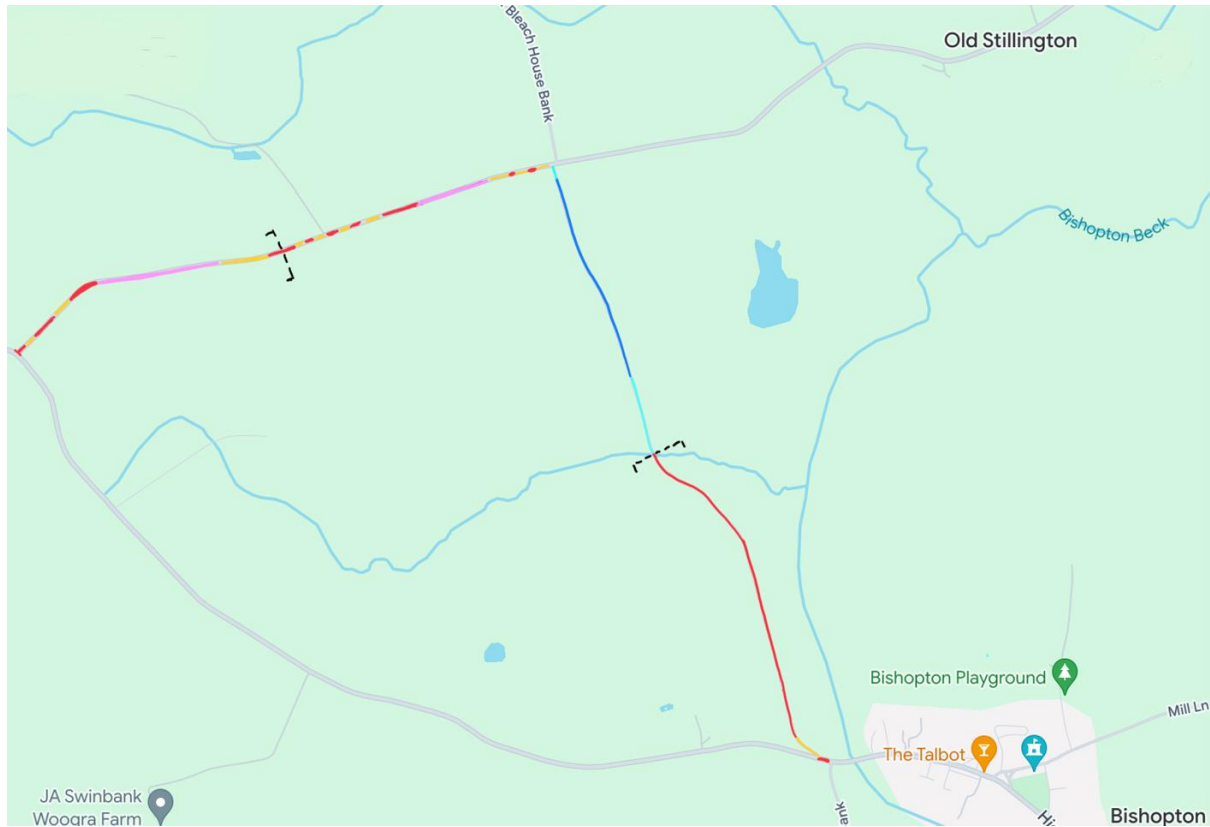 Bleach House Bank
Old Stillington
Bishopton Beck
Bishopton Playground
Mill Ln
The Talbot
JA Swinbank
Woogra Farm
Bishopton